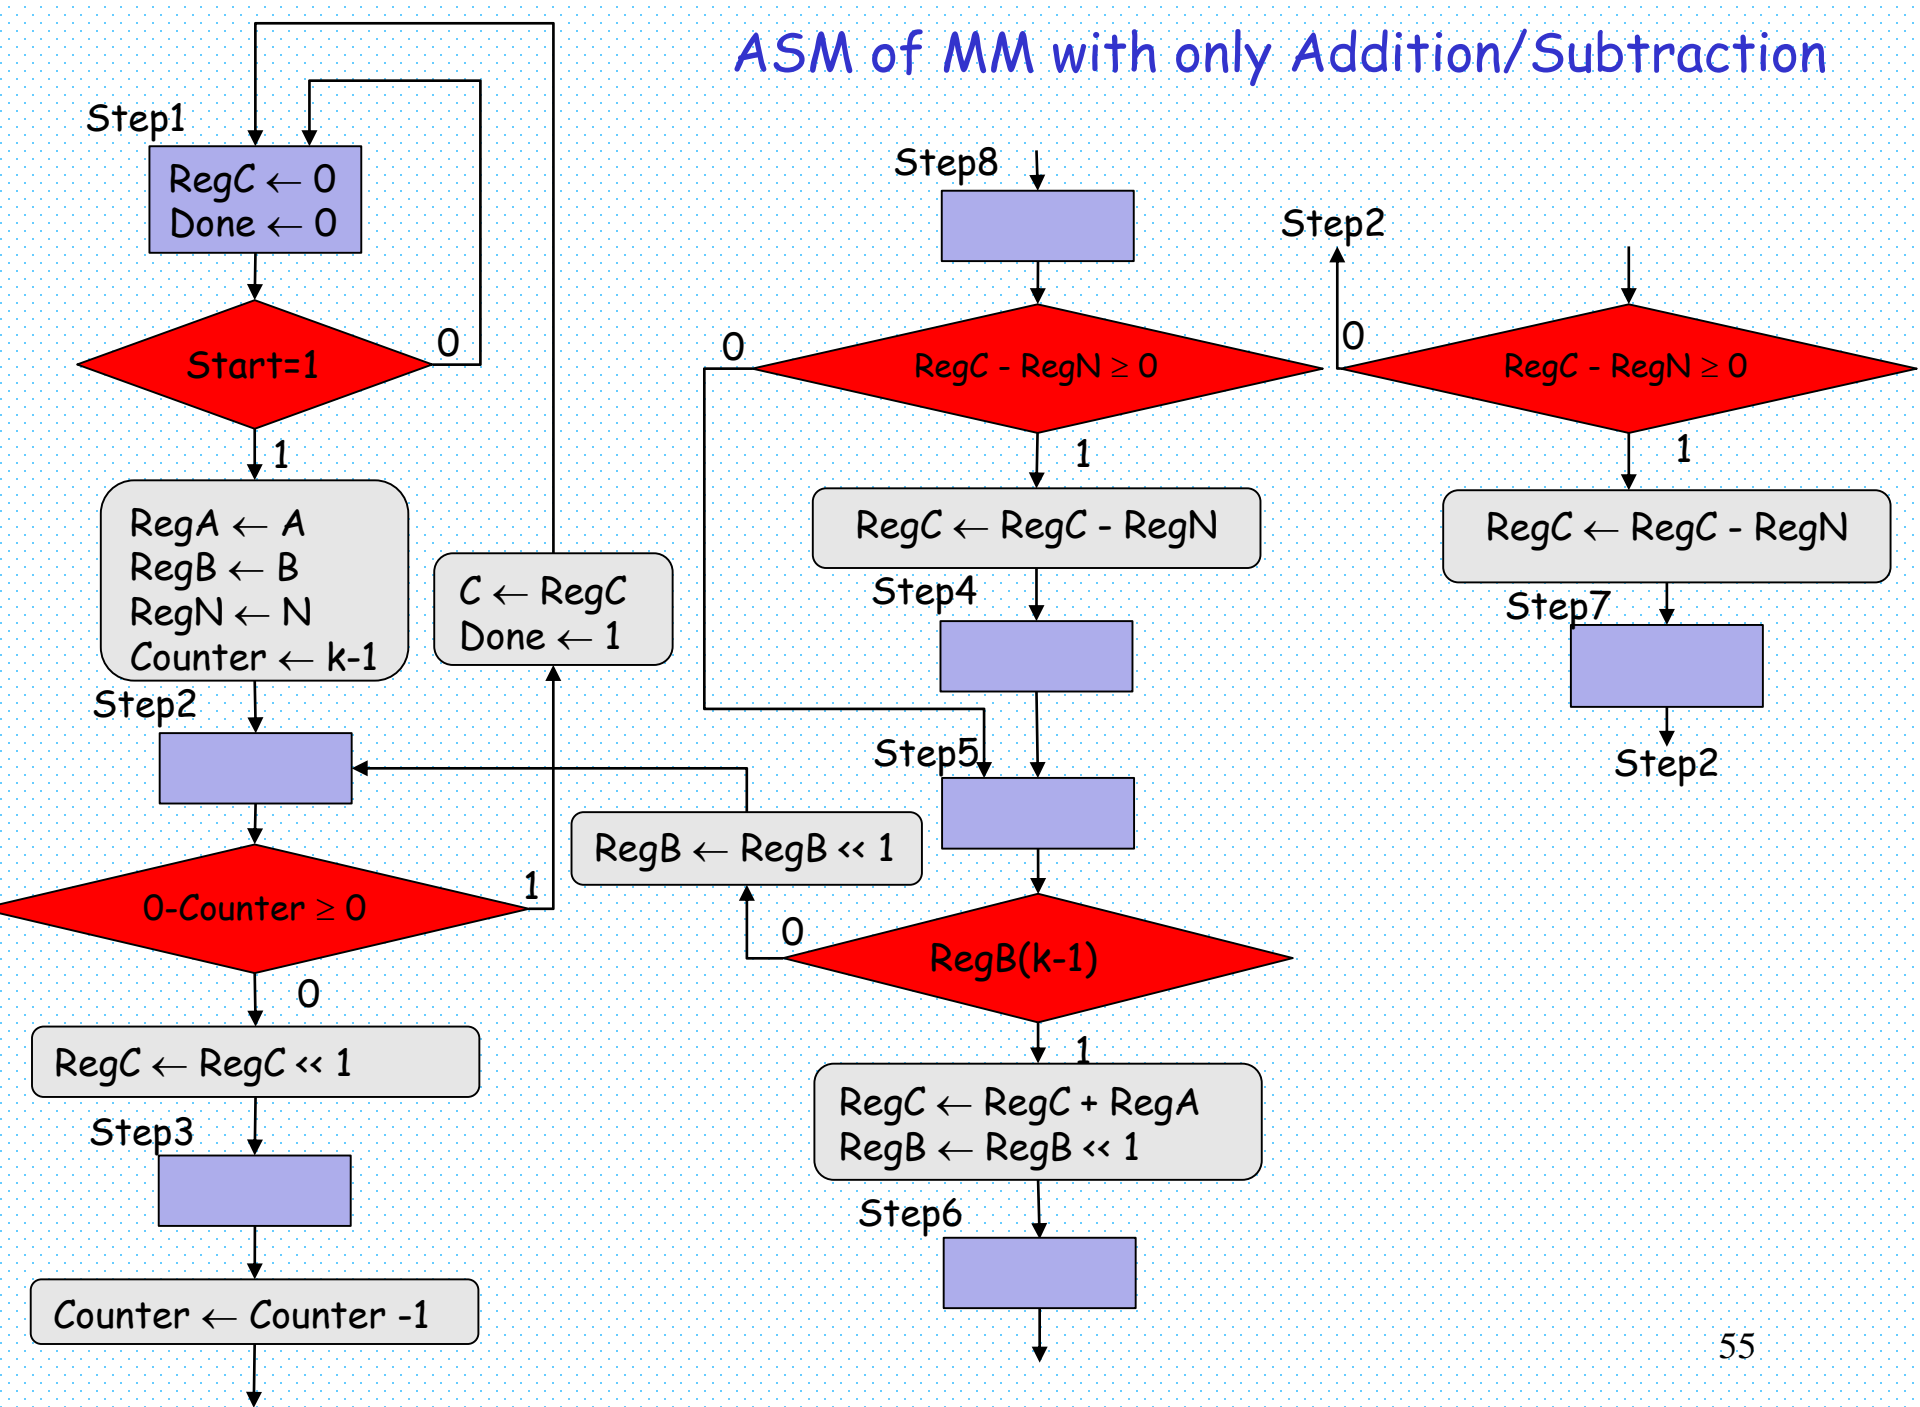 ASM of MM with only Addition/Subtraction
Step1
RegC ← 0
Done ← 0
Start=1
0
1
RegA ← A
RegB ← B
RegN ← N
Counter ← k-1
C ← RegC
Done ← 1
Step2
0-Counter ≥ 0
1
0
RegC ← RegC << 1
Step3
Counter ← Counter -1
Step8
RegC - RegN ≥ 0
0
1
RegC ← RegC - RegN
Step4
Step5
RegB ← RegB << 1
0
RegB(k-1)
1
RegC ← RegC + RegA
RegB ← RegB << 1
Step6
Step2
0
RegC - RegN ≥ 0
1
RegC ← RegC - RegN
Step7
Step2
55